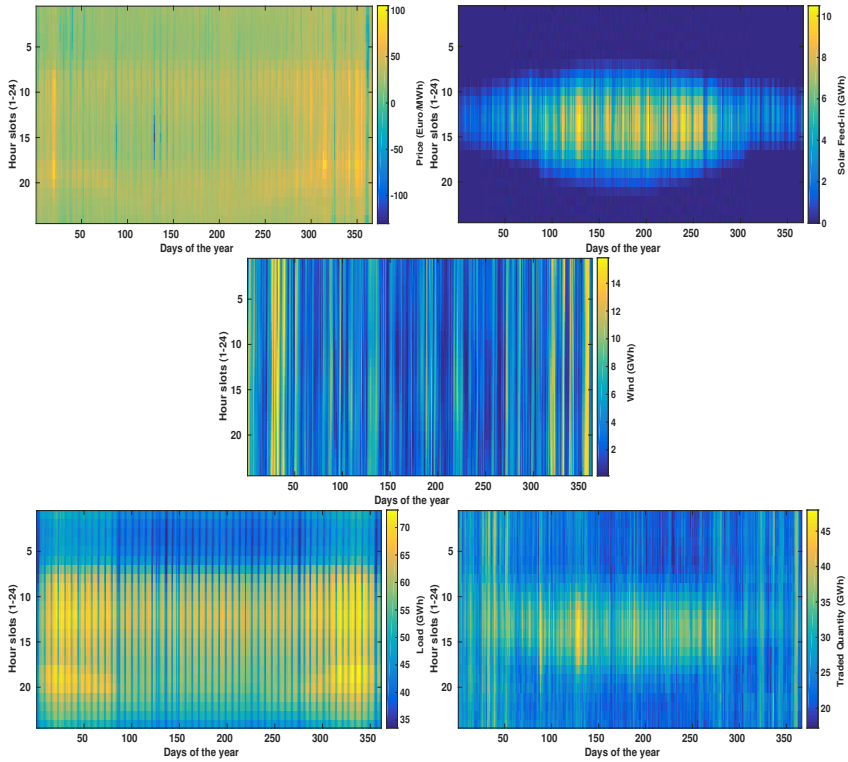 100
50
0
-50
-100
Price (Euro/MWh)
5
10
15
20
Hour slots (1-24)
50 100 150 200 250 300 350
Days of the year
10
8
6
4
2
0
Solar Feed-in (GWh)
5
10
15
20
Hour slots (1-24)
50 100 150 200 250 300 350
Days of the year
14
12
10
8
6
4
2
Wind (GWh)
5
10
15
20
Hour slots (1-24)
50 100 150 200 250 300 350
Days of the year
70
65
60
55
50
45
40
35
Load (GWh)
5
10
15
20
Hour slots (1-24)
50 100 150 200 250 300 350
Days of the year
45
40
35
30
25
20
Traded Quantity (GWh)
5
10
15
20
Hour slots (1-24)
50 100 150 200 250 300 350
Days of the year